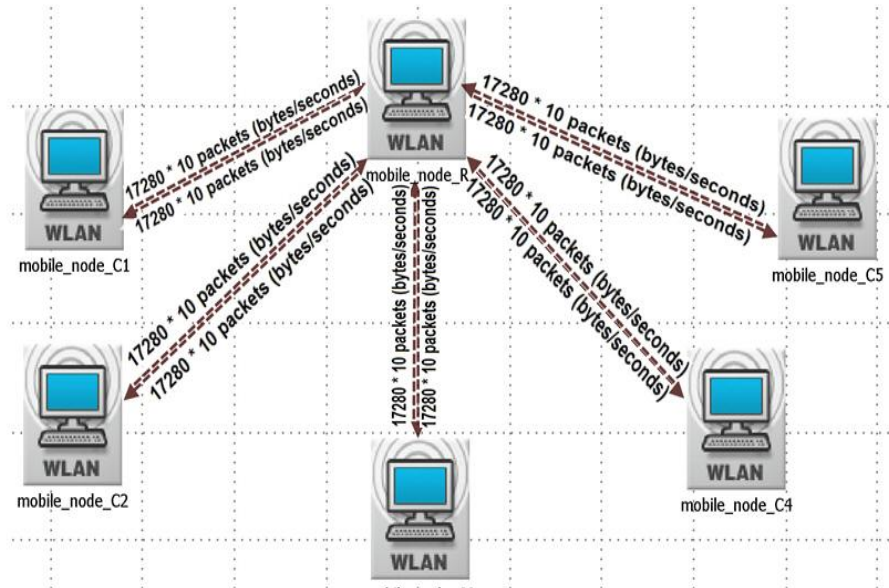 WLAN
mobile_node_R
17280 * 10 packets (bytes/seconds)
17280 * 10 packets (bytes/seconds)
WLAN
mobile_node_C1
17280 * 10 packets (bytes/seconds)
17280 * 10 packets (bytes/seconds)
WLAN
mobile_node_C5
17280 * 10 packets (bytes/seconds)
17280 * 10 packets (bytes/seconds)
WLAN
mobile_node_C2
17280 * 10 packets (bytes/seconds)
17280 * 10 packets (bytes/seconds)
WLAN
17280 * 10 packets (bytes/seconds)
17280 * 10 packets (bytes/seconds)
WLAN
mobile_node_C4